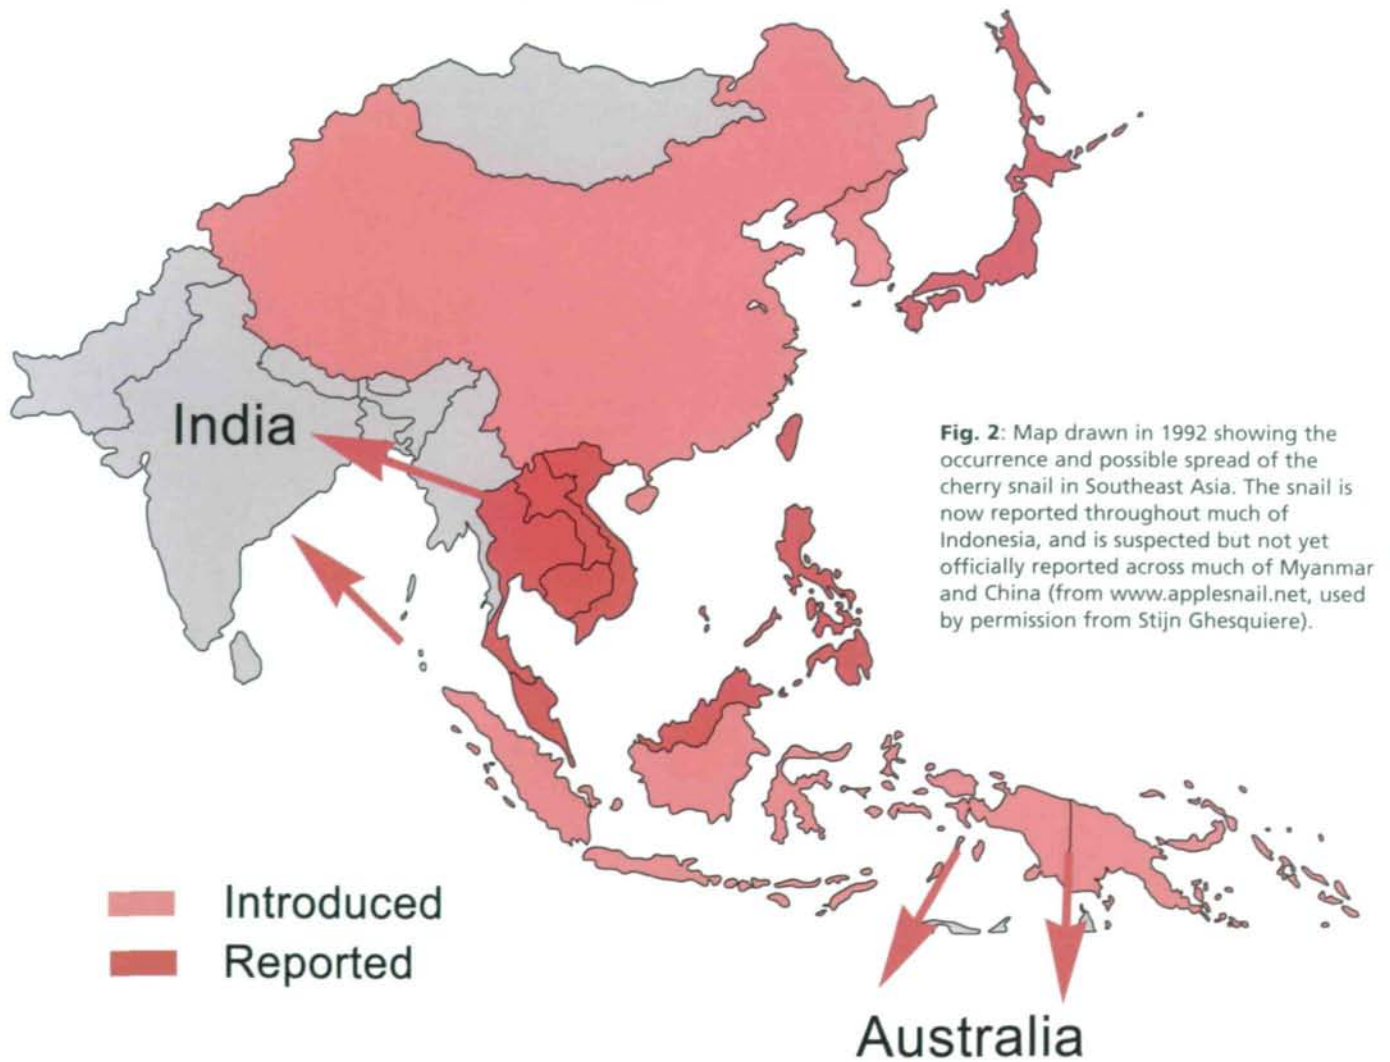 India
Fig. 2: Map drawn in 1992 showing the
occurrence and possible spread of the
cherry snail in Southeast Asia. The snail is
now reported throughout much of
Indonesia, and is suspected but not yet
officially reported across much of Myanmar
and China (from www.applesnail.net, used
by permission from Stijn Ghesquiere).
Introduced
Reported
Australia